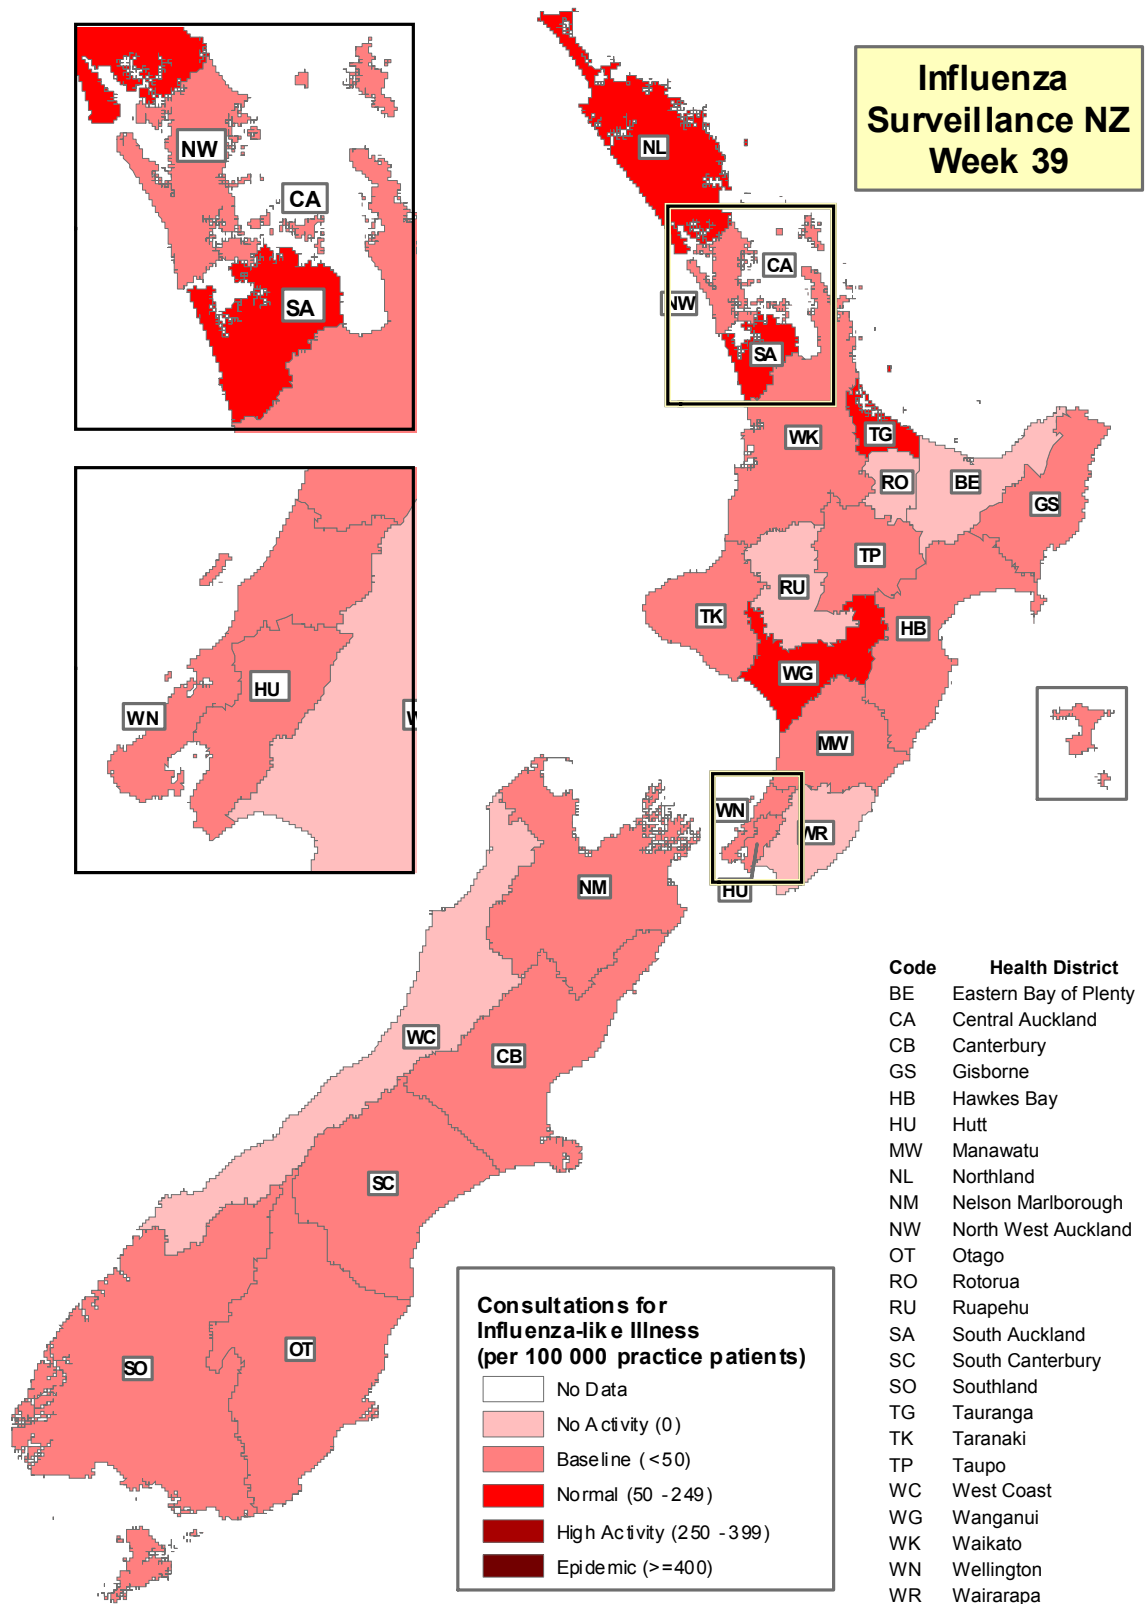 Influenza
Surveillance NZ
Week 39
NW
CA
SA
NL
CA
NW
SA
WK
TG
RO
BE
GS
TP
RU
TK
HB
WG
MW
HU
WN
W
WN
WR
HU
NM
WC
CB
SC
OT
SO
Consultations for
Influenza-like Illness
(per 100 000 practice patients)
No Data
No Activity (0)
Baseline (<50)
Normal (50 -249)
High Activity (250 -399)
Epidemic (>=400)
Code Health District
BE Eastern Bay of Plenty
CA Central Auckland
CB Canterbury
GS Gisborne
HB Hawkes Bay
HU Hutt
MW Manawatu
NL Northland
NM Nelson Marlborough
NW North West Auckland
OT Otago
RO Rotorua
RU Ruapehu
SA South Auckland
SC South Canterbury
SO Southland
TG Tauranga
TK Taranaki
TP Taupo
WC West Coast
WG Wanganui
WK Waikato
WN Wellington
WR Wairarapa